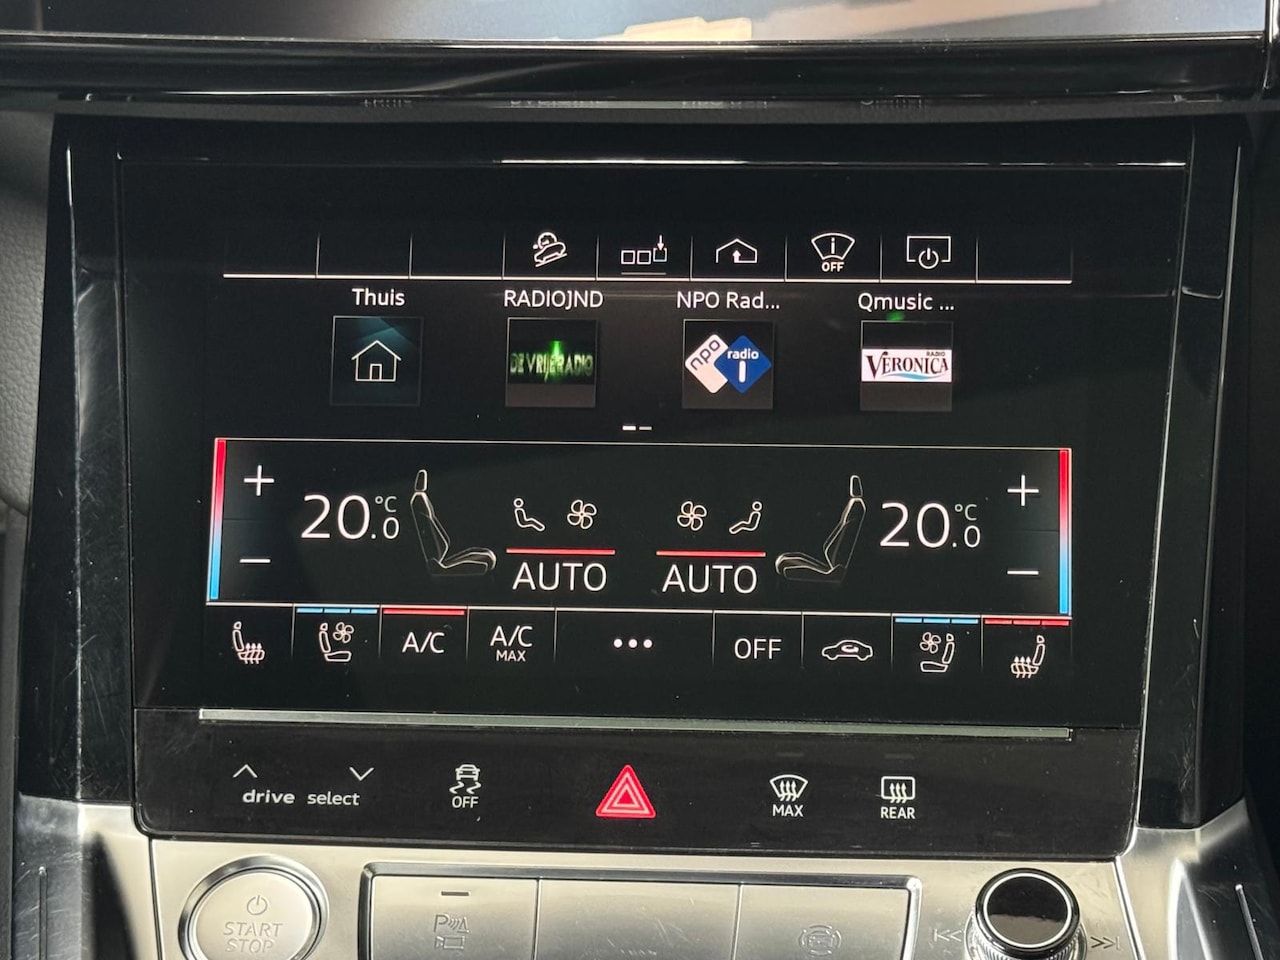 OFF
Thuis
RADIOJND
NPO Rad...
Qmusic ...
DE VRIJE RADIO
npo
radio
1
RADIO
VERONICA
20.0 °C
20.0 °C
AUTO
AUTO
A/C
A/C
MAX
OFF
drive select
OFF
MAX
REAR
START
STOP
P